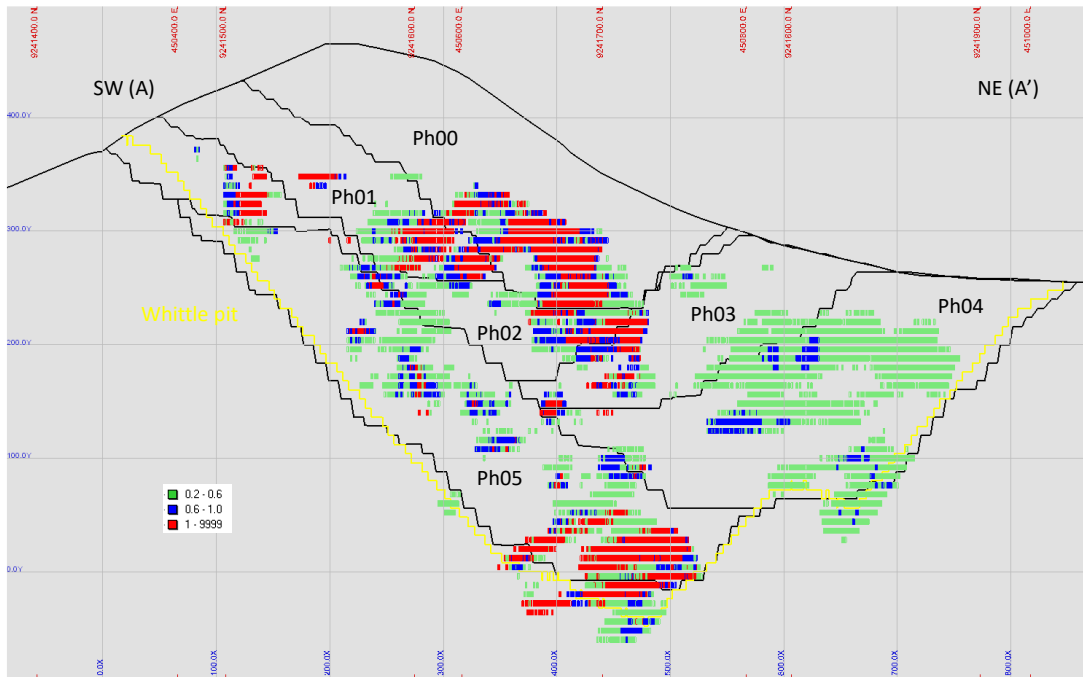 9241400.0 N
450400.0 E
9241500.0 N
9241600.0 N
450600.0 E
9241700.0 N
450800.0 E
9241800.0 N
9241900.0 N
451000.0 E
SW (A)
NE (A’)
400.0Y
Ph00
Ph01
300.0Y
Whittle pit
Ph03
Ph04
Ph02
200.0Y
100.0Y
Ph05
0.2 - 0.6
0.6 - 1.0
1 - 9999
0.0Y
0.0X
100.0X
200.0X
300.0X
400.0X
500.0X
600.0X
700.0X
800.0X